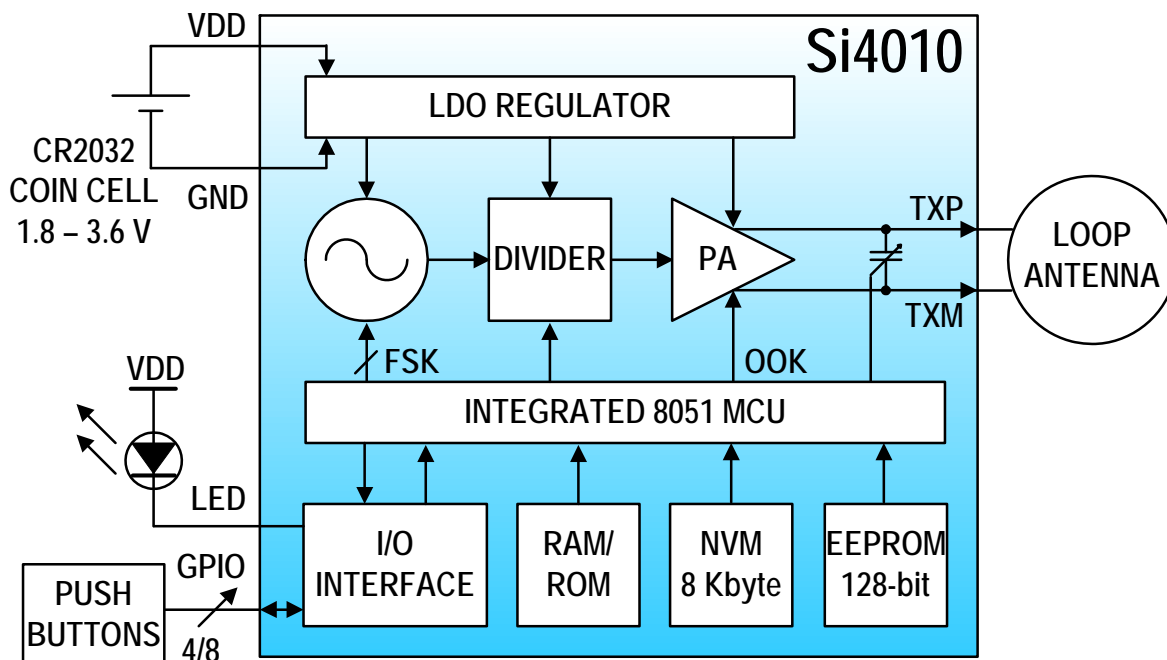 VDD
Si4010
LDO REGULATOR
CR2032
COIN CELL
1.8 – 3.6 V
GND
DIVIDER
PA
TXP
TXM
LOOP
ANTENNA
FSK
OOK
VDD
INTEGRATED 8051 MCU
LED
I/O
INTERFACE
RAM/
ROM
NVM
8 Kbyte
EEPROM
128-bit
GPIO
PUSH
BUTTONS
4/8